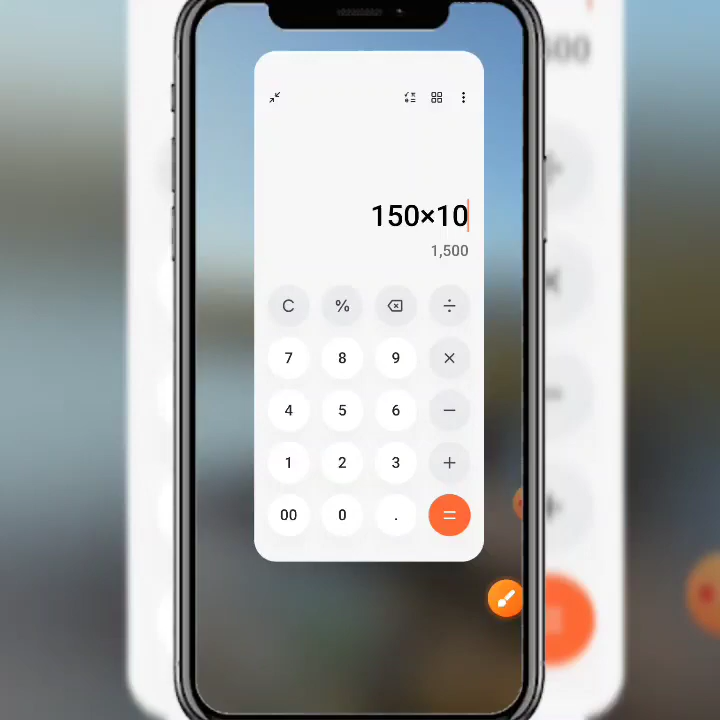 150×10
1,500
C % ÷
7 8 9 ×
4 5 6 −
1 2 3 +
00 0 . =